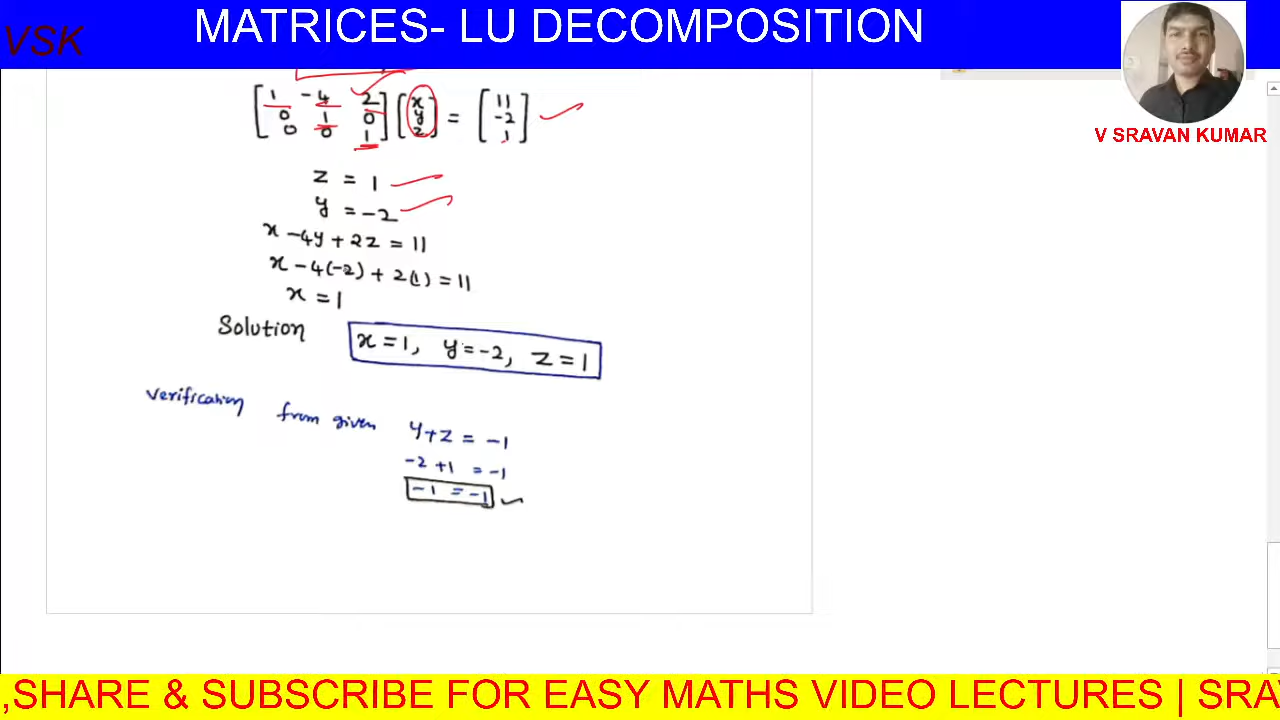 VSK
MATRICES- LU DECOMPOSITION
V SRAVAN KUMAR
[1 -4 2] [x] = [11]
[0 1 0] [y] [-2]
[0 0 1] [z] [1]
z = 1
y = -2
x - 4y + 2z = 11
x - 4(-2) + 2(1) = 11
x = 1
Solution x = 1, y = -2, z = 1
Verification from given y + z = -1
-2 + 1 = -1
-1 = -1
,SHARE & SUBSCRIBE FOR EASY MATHS VIDEO LECTURES | SRA